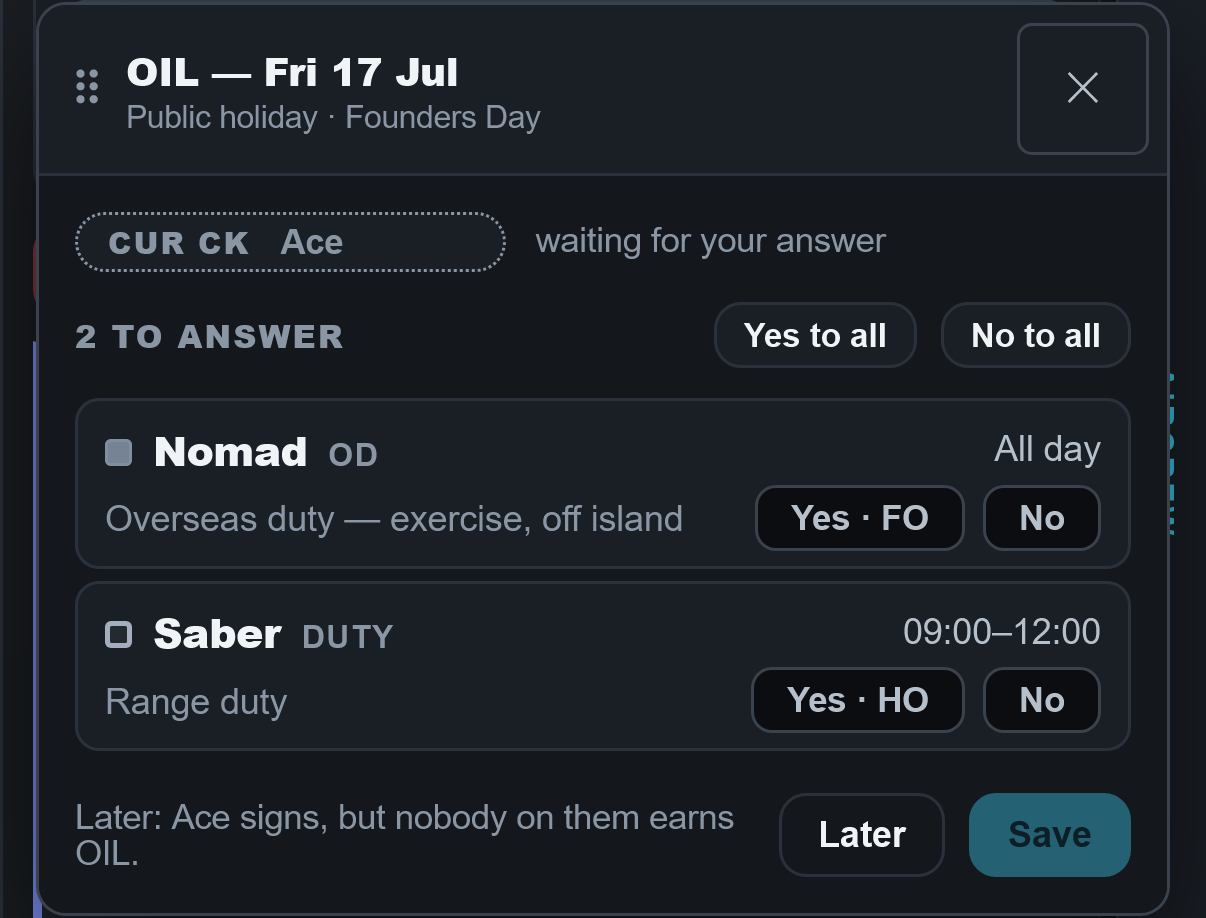 OIL — Fri 17 Jul
Public holiday · Founders Day
CUR CK Ace waiting for your answer
2 TO ANSWER Yes to all No to all
Nomad OD All day
Overseas duty — exercise, off island Yes · FO No
Saber DUTY 09:00–12:00
Range duty Yes · HO No
Later: Ace signs, but nobody on them earns
OIL.
Later Save